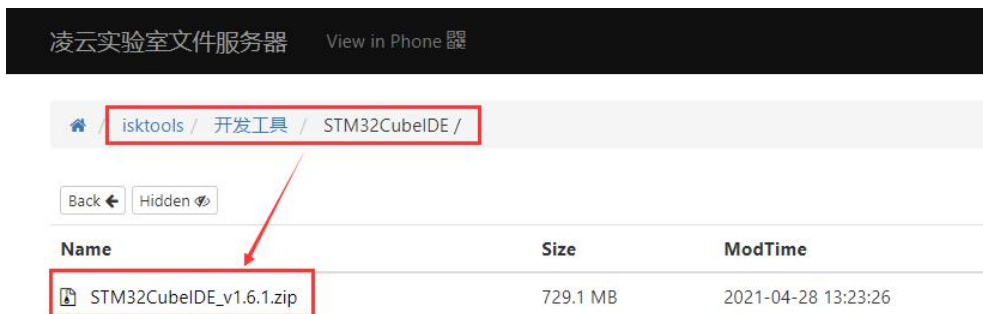 凌云实验室文件服务器 View in Phone
isktools / 开发工具 / STM32CubeIDE /
Back Hidden
Name Size ModTime
STM32CubeIDE_v1.6.1.zip 729.1 MB 2021-04-28 13:23:26